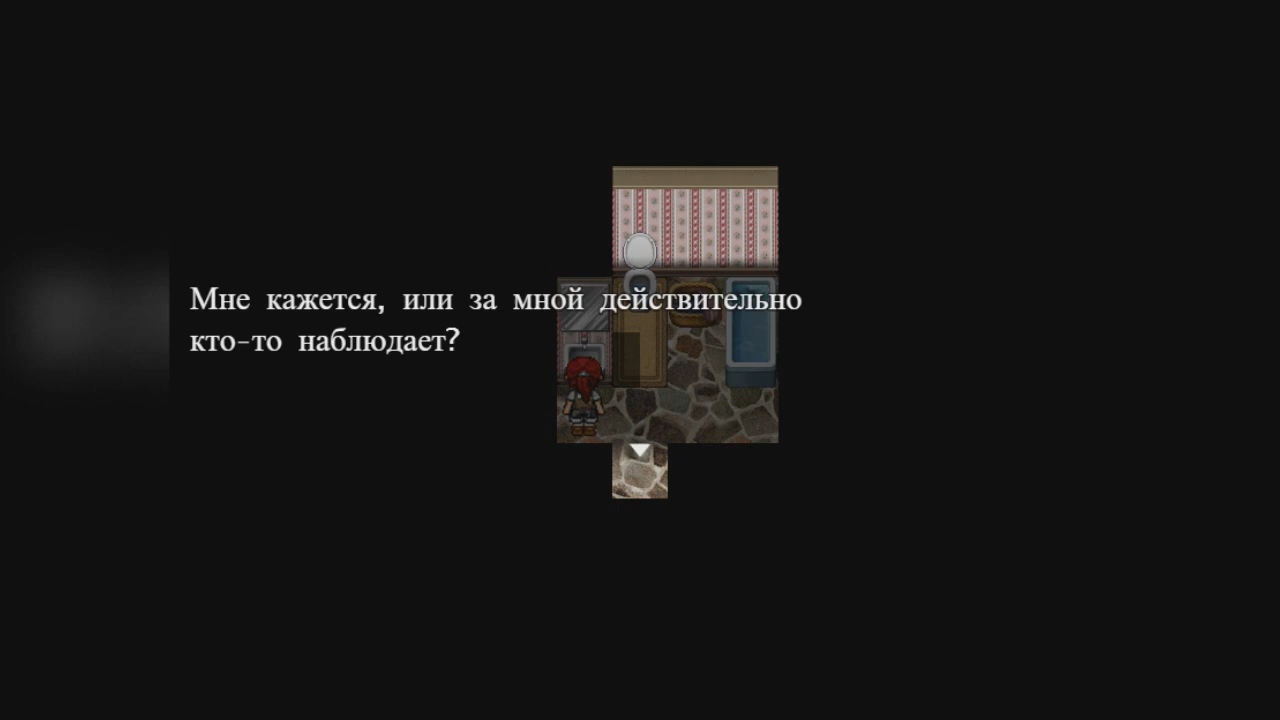 Мне кажется, или за мной действительно
кто-то наблюдает?